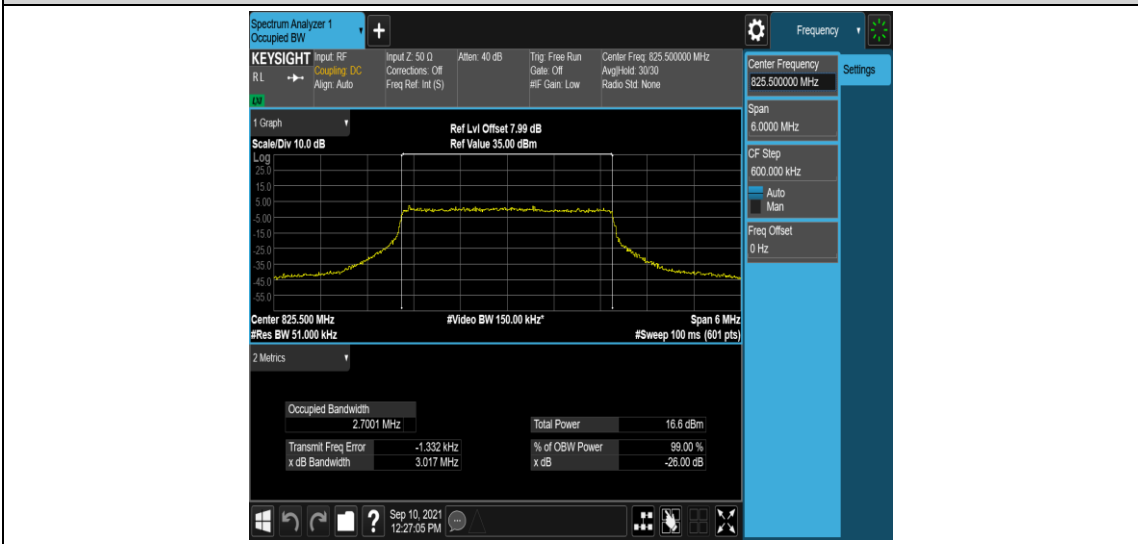 Spectrum Analyzer 1
Occupied BW
Frequency
KEYSIGHT
RL
LXI
Input: RF
Coupling: DC
Align: Auto
Input Z: 50 Ω
Corrections: Off
Freq Ref: Int (S)
Atten: 40 dB
Trig: Free Run
Gate: Off
#IF Gain: Low
Center Freq: 825.500000 MHz
Avg|Hold: 30/30
Radio Std: None
Center Frequency
825.500000 MHz
Settings
Span
6.0000 MHz
CF Step
600.000 kHz
Auto
Man
Freq Offset
0 Hz
1 Graph
Scale/Div 10.0 dB
Ref Lvl Offset 7.99 dB
Ref Value 35.00 dBm
Log
25.0
15.0
5.00
-5.00
-15.0
-25.0
-35.0
-45.0
-55.0
Center 825.500 MHz
#Video BW 150.00 kHz*
Span 6 MHz
#Res BW 51.000 kHz
#Sweep 100 ms (601 pts)
2 Metrics
Occupied Bandwidth
2.7001 MHz
Total Power 16.6 dBm
Transmit Freq Error -1.332 kHz
% of OBW Power 99.00 %
x dB Bandwidth 3.017 MHz
x dB -26.00 dB
?
Sep 10, 2021
12:27:05 PM